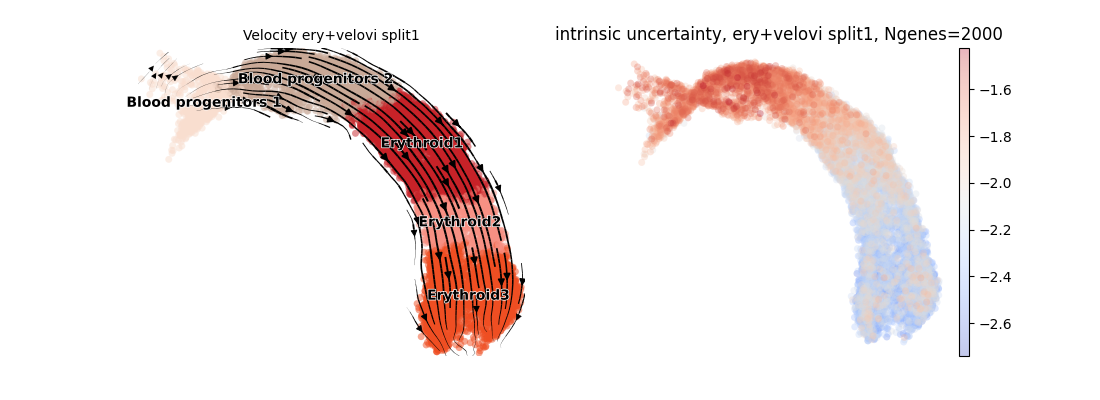 Velocity ery+velovi split1
Blood progenitors 2
Blood progenitors 1
Erythroid1
Erythroid2
Erythroid3
intrinsic uncertainty, ery+velovi split1, Ngenes=2000
−1.6
−1.8
−2.0
−2.2
−2.4
−2.6